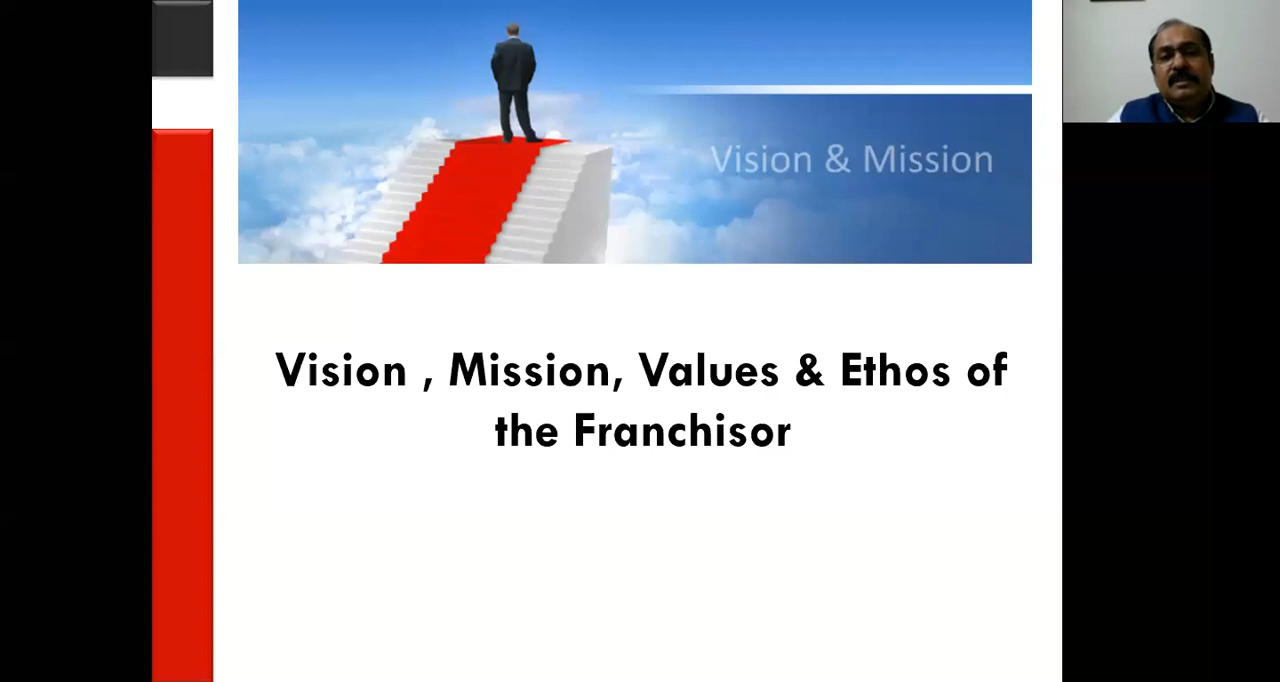 Vision & Mission
Vision , Mission, Values & Ethos of
the Franchisor